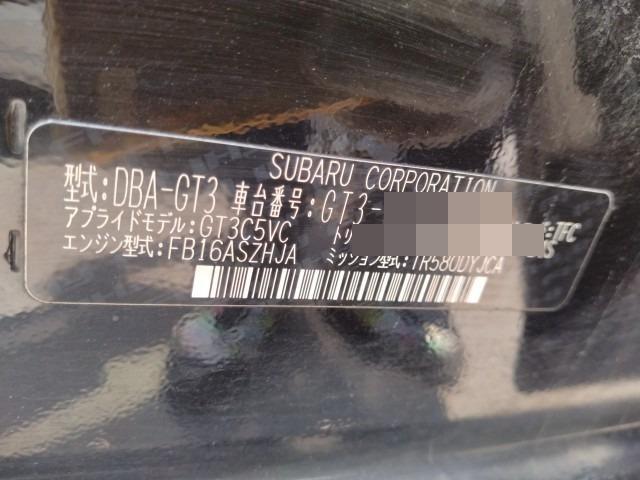 SUBARU CORPORATION
型式:DBA-GT3 車台番号:GT3-
アプライドモデル:GT3C5VC
エンジン型式:FB16ASZHJA ミッション型式:TR580DYJCA